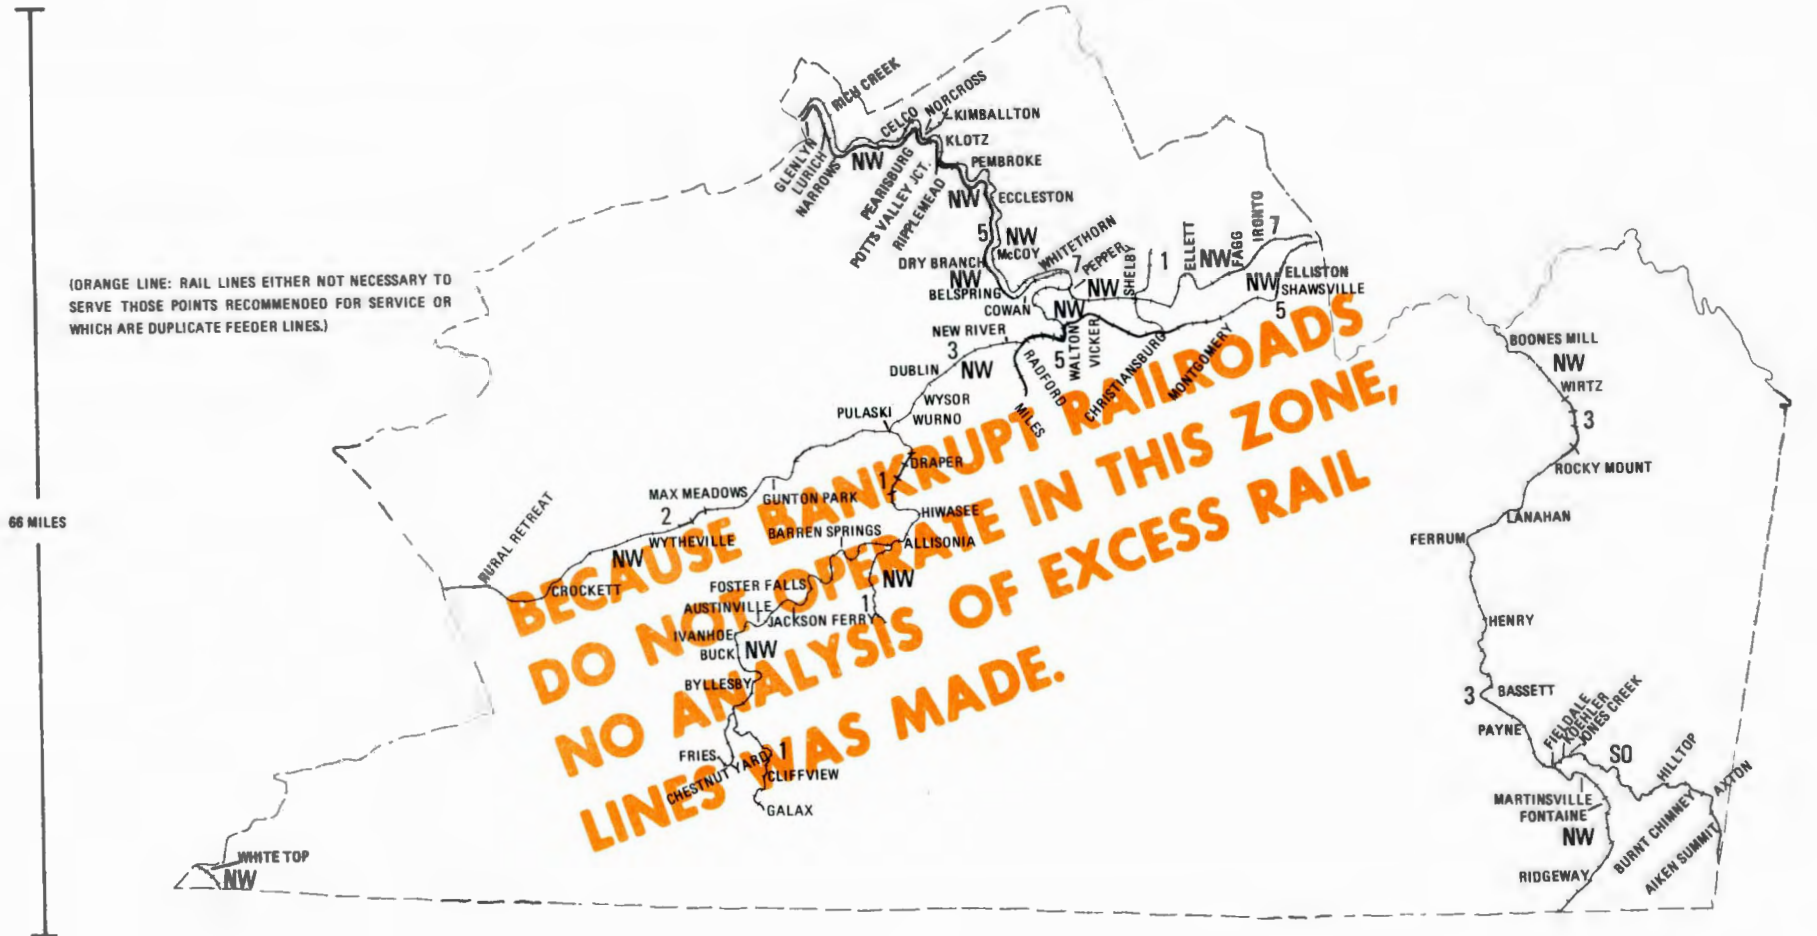 RICH CREEK
CELCO
NORCROSS
KIMBALLTON
KLOTZ
GLENLYN
LURICH
NARROWS
NW
PEARISBURG
POTTS VALLEY JCT.
RIPPLEMEAD
PEMBROKE
NW
ECCLESTON
5
NW
McCOY
DRY BRANCH
NW
WHITETHORN
7
PEPPER
SHELBY
1
ELLETT
NW
FAGG
IRONTO
7
BELSPRING
COWAN
NW
NW
NW
ELLISTON
SHAWSVILLE
5
(ORANGE LINE: RAIL LINES EITHER NOT NECESSARY TO
SERVE THOSE POINTS RECOMMENDED FOR SERVICE OR
WHICH ARE DUPLICATE FEEDER LINES.)
NEW RIVER
3
NW
DUBLIN
RADFORD
5
WALTON
VICKER
CHRISTIANSBURG
MONTGOMERY
MILES
WYSOR
WURNO
PULASKI
BOONES MILL
NW
WIRTZ
3
ROCKY MOUNT
LANAHAN
FERRUM
HENRY
3
BASSETT
PAYNE
FIELDALE
KOEHLER
JONES CREEK
SO
HILLTOP
AXTON
MARTINSVILLE
FONTAINE
NW
BURNT CHIMNEY
AIKEN SUMMIT
RIDGEWAY
66 MILES
DRAPER
1
MAX MEADOWS
GUNTON PARK
2
RURAL RETREAT
WYTHEVILLE
NW
CROCKETT
HIWASEE
BARREN SPRINGS
ALLISONIA
NW
FOSTER FALLS
AUSTINVILLE
JACKSON FERRY
1
IVANHOE
BUCK
NW
BYLLESBY
FRIES
CHESTNUT YARD
1
CLIFFVIEW
GALAX
WHITE TOP
NW
BECAUSE BANKRUPT RAILROADS
DO NOT OPERATE IN THIS ZONE,
NO ANALYSIS OF EXCESS RAIL
LINES WAS MADE.